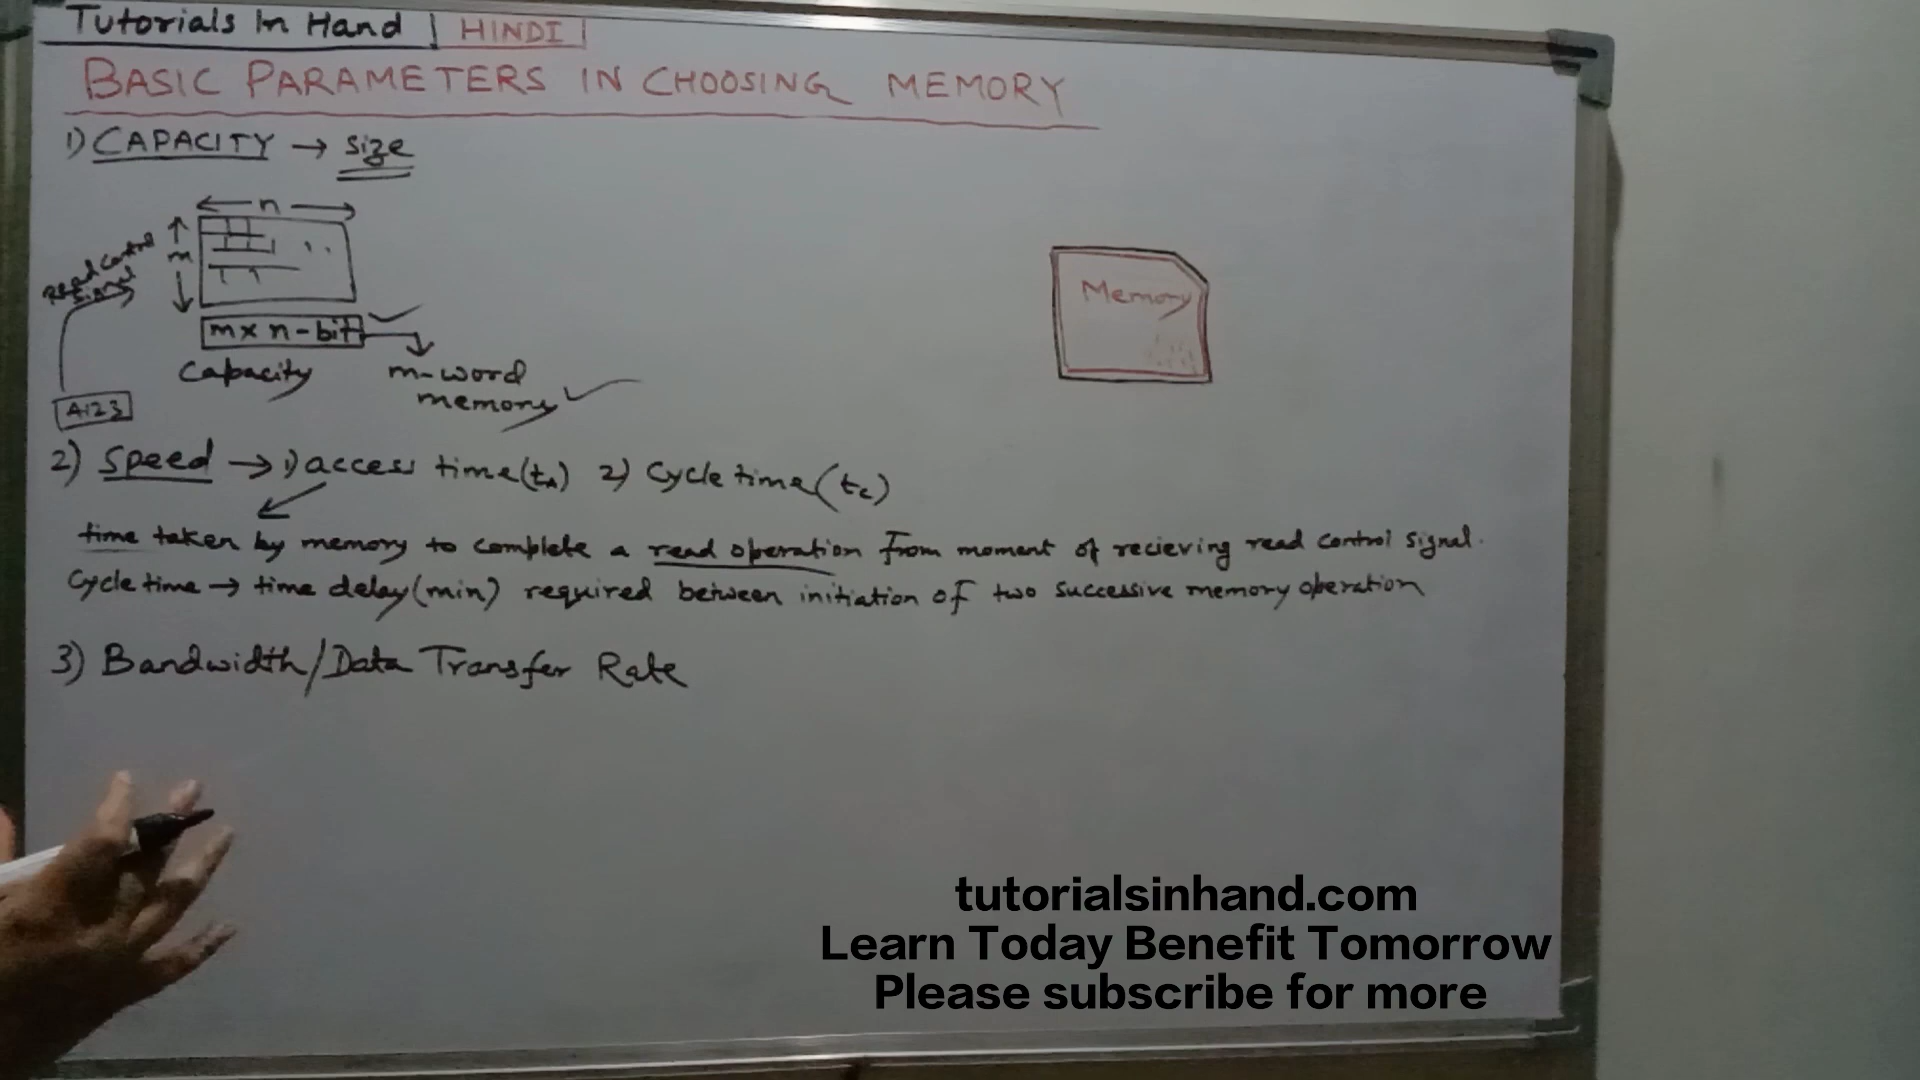 Tutorials In Hand | HINDI
BASIC PARAMETERS IN CHOOSING MEMORY
1) CAPACITY → size
n
m
Read Control
Signal
m x n-bit
Capacity
m-word
memory
A123
Memory
2) Speed → 1) access time (tA) 2) Cycle time (tc)
time taken by memory to complete a read operation from moment of recieving read control signal.
Cycle time → time delay (min) required between initiation of two successive memory operation
3) Bandwidth/Data Transfer Rate
tutorialsinhand.com
Learn Today Benefit Tomorrow
Please subscribe for more